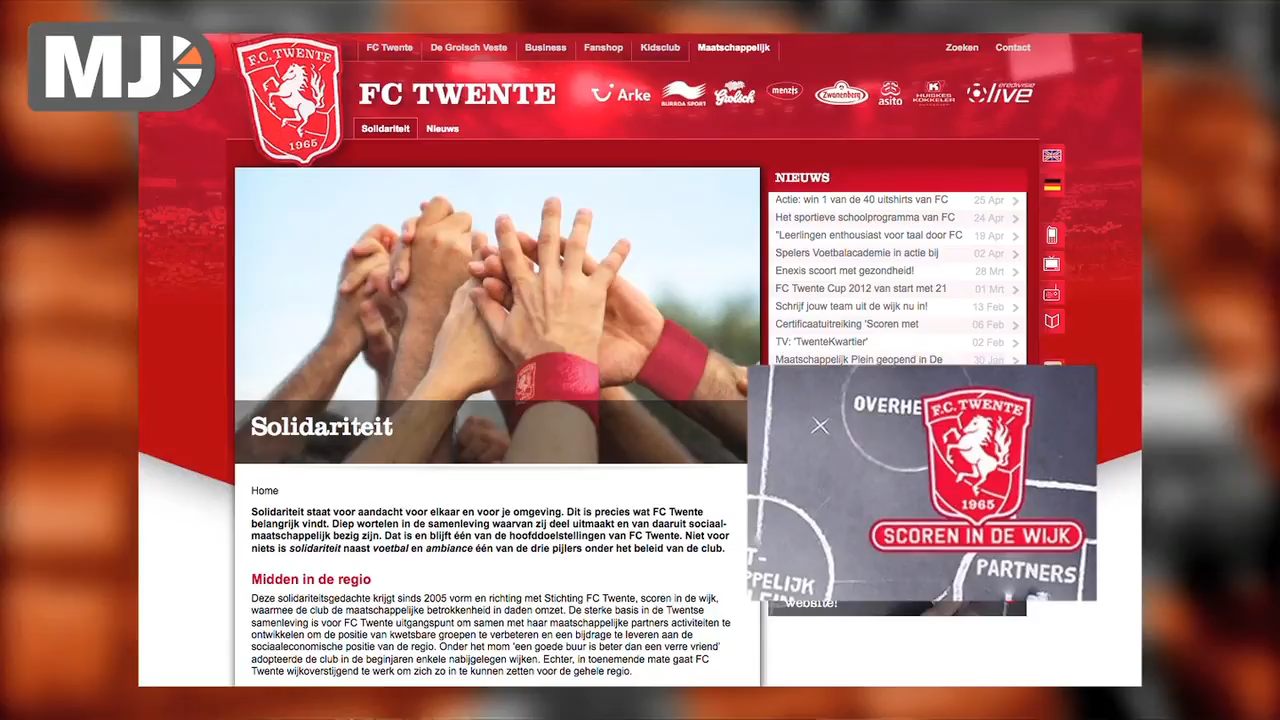 MJD
FC Twente
De Grolsch Veste
Business
Fanshop
Kidsclub
Maatschappelijk
Zoeken
Contact
F.C. TWENTE
1965
FC TWENTE
Arke
BURRDA SPORT
Grolsch
menzis
Zwanenberg
asito
HUISKES KOKKELER
eredivisie
live
Solidariteit
Nieuws
NIEUWS
Actie: win 1 van de 40 uitshirts van FC 25 Apr
Het sportieve schoolprogramma van FC 24 Apr
"Leerlingen enthousiast voor taal door FC 19 Apr
Spelers Voetbalacademie in actie bij 02 Apr
Enexis scoort met gezondheid! 28 Mrt
FC Twente Cup 2012 van start met 21 01 Mrt
Schrijf jouw team uit de wijk nu in! 13 Feb
Certificaatuitreiking 'Scoren met 06 Feb
TV: 'TwenteKwartier' 02 Feb
Maatschappelijk Plein geopend in De 30 Jan
Solidariteit
Home
Solidariteit staat voor aandacht voor elkaar en voor je omgeving. Dit is precies wat FC Twente
belangrijk vindt. Diep wortelen in de samenleving waarvan zij deel uitmaakt en van daaruit sociaal-
maatschappelijk bezig zijn. Dat is en blijft één van de hoofddoelstellingen van FC Twente. Niet voor
niets is solidariteit naast voetbal en ambiance één van de drie pijlers onder het beleid van de club.
Midden in de regio
Deze solidariteitsgedachte krijgt sinds 2005 vorm en richting met Stichting FC Twente, scoren in de wijk,
waarmee de club de maatschappelijke betrokkenheid in daden omzet. De sterke basis in de Twentse
samenleving is voor FC Twente uitgangspunt om samen met haar maatschappelijke partners activiteiten te
ontwikkelen om de positie van kwetsbare groepen te verbeteren en een bijdrage te leveren aan de
sociaaleconomische positie van de regio. Onder het mom 'een goede buur is beter dan een verre vriend'
adopteerde de club in de beginjaren enkele nabijgelegen wijken. Echter, in toenemende mate gaat FC
Twente wijkoverstijgend te werk om zich zo in te kunnen zetten voor de gehele regio.
OVERHE
F.C. TWENTE
1965
SCOREN IN DE WIJK
PARTNERS
T-
PPELIJK
LEIN
website!